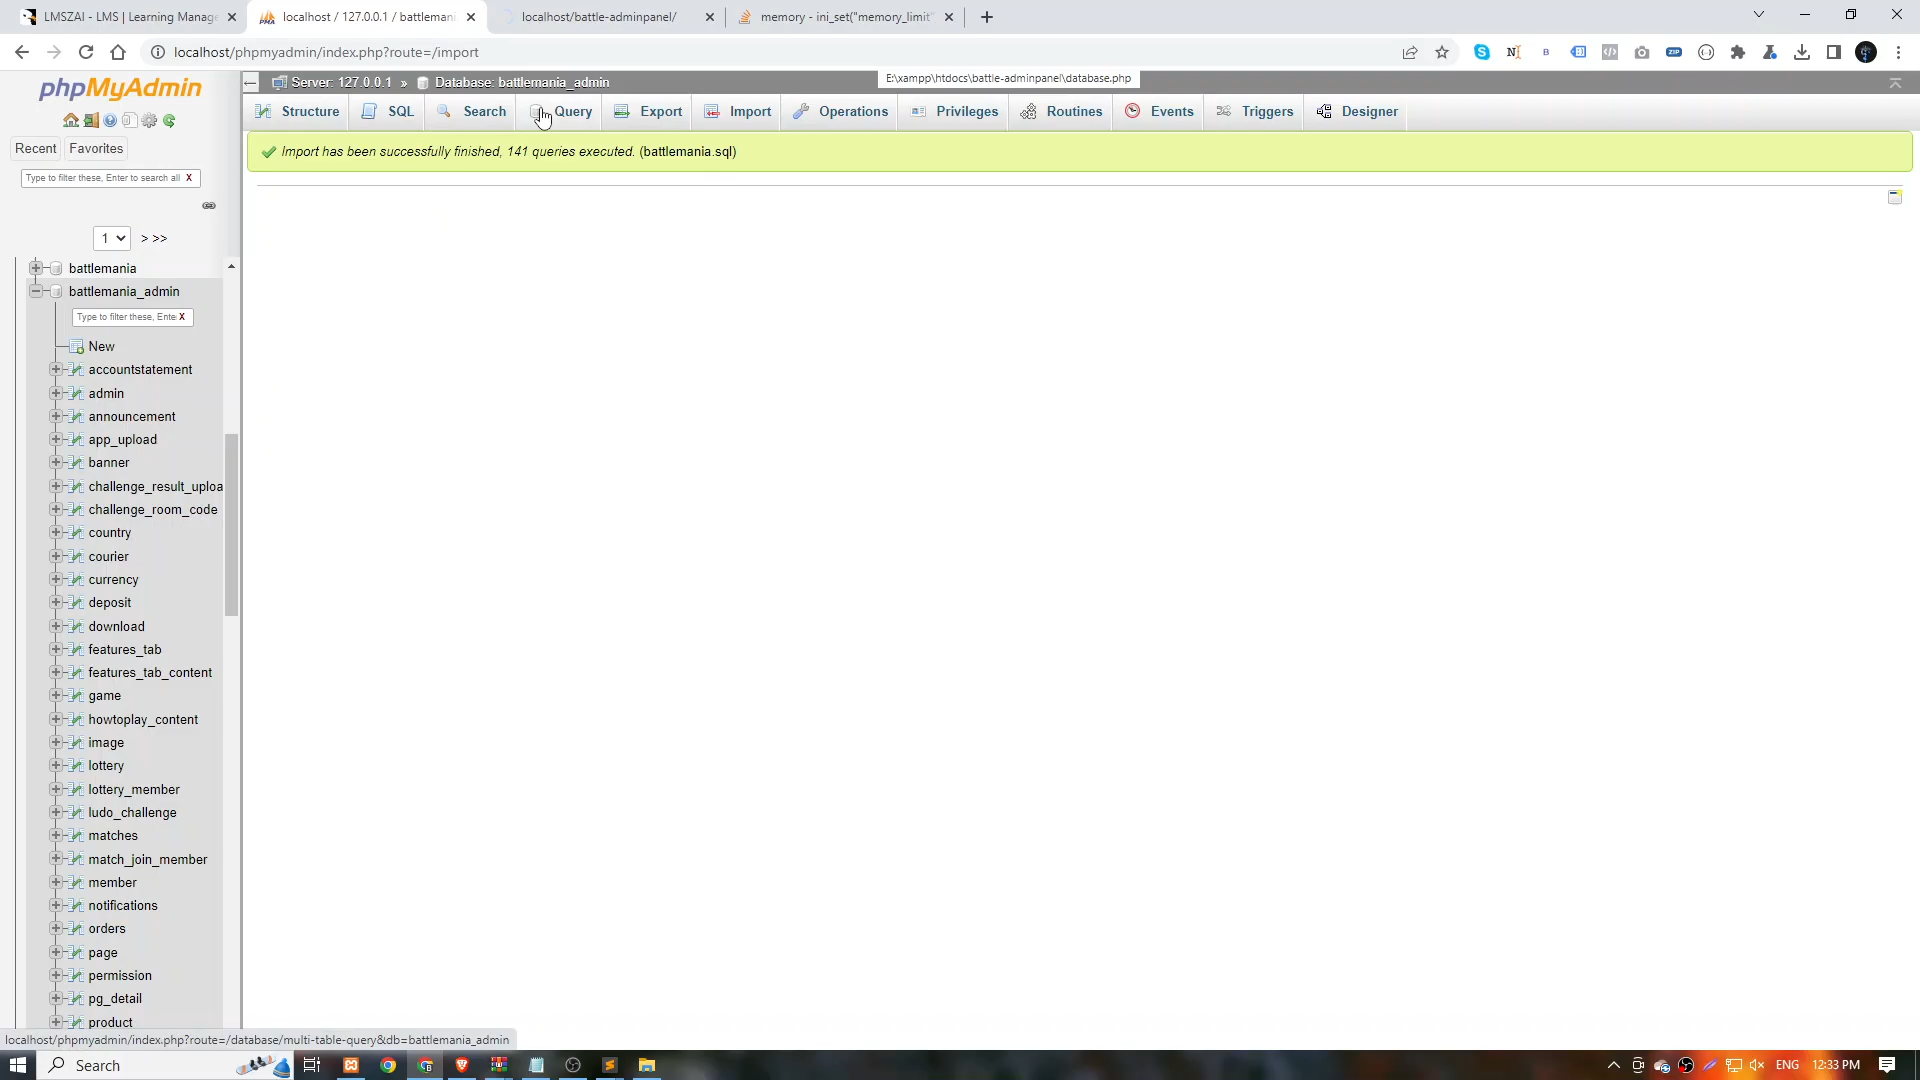 LMSZAI - LMS | Learning Manage
localhost / 127.0.0.1 / battlemani
localhost/battle-adminpanel/
memory - ini_set("memory_limit"
localhost/phpmyadmin/index.php?route=/import
phpMyAdmin
Recent
Favorites
Type to filter these, Enter to search all X
1
> >>
battlemania
battlemania_admin
Type to filter these, Ente X
New
accountstatement
admin
announcement
app_upload
banner
challenge_result_uploa
challenge_room_code
country
courier
currency
deposit
download
features_tab
features_tab_content
game
howtoplay_content
image
lottery
lottery_member
ludo_challenge
matches
match_join_member
member
notifications
orders
page
permission
pg_detail
product
Server: 127.0.0.1 » Database: battlemania_admin
E:\xampp\htdocs\battle-adminpanel\database.php
Structure
SQL
Search
Query
Export
Import
Operations
Privileges
Routines
Events
Triggers
Designer
Import has been successfully finished, 141 queries executed. (battlemania.sql)
localhost/phpmyadmin/index.php?route=/database/multi-table-query&db=battlemania_admin
Search
ENG
12:33 PM